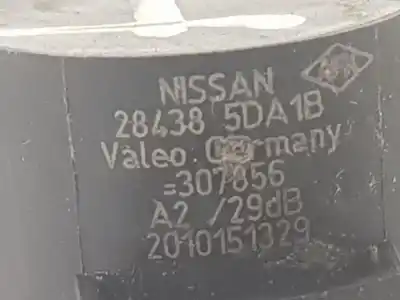 NISSAN
28438 5DA1B
Valeo Germany
=307856
A2 /29dB
2010151329